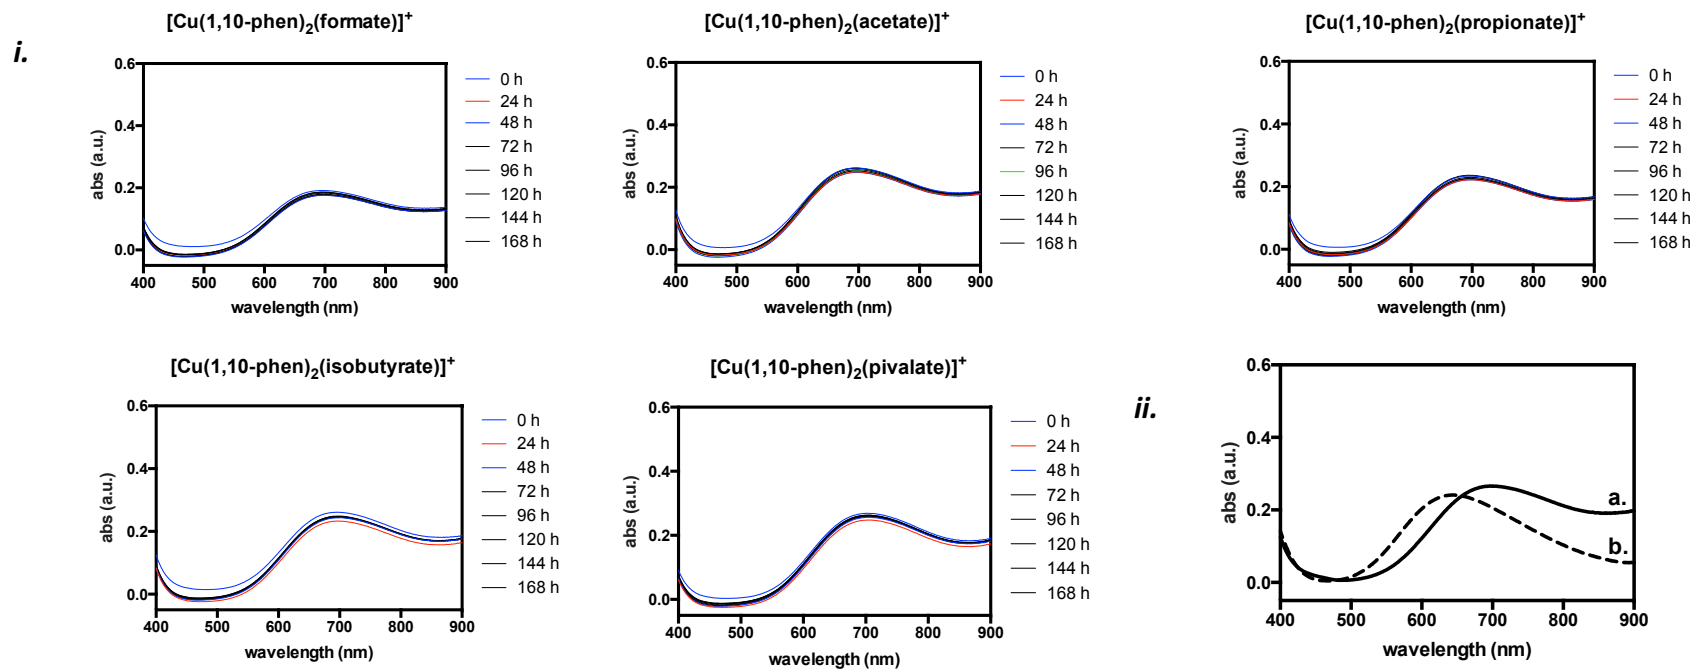 i.
[Cu(1,10-phen)₂(formate)]⁺
abs (a.u.)
0.6
0.4
0.2
0.0
400 500 600 700 800 900
wavelength (nm)
0 h
24 h
48 h
72 h
96 h
120 h
144 h
168 h
[Cu(1,10-phen)₂(acetate)]⁺
abs (a.u.)
0.6
0.4
0.2
0.0
400 500 600 700 800 900
wavelength (nm)
0 h
24 h
48 h
72 h
96 h
120 h
144 h
168 h
[Cu(1,10-phen)₂(propionate)]⁺
abs (a.u.)
0.6
0.4
0.2
0.0
400 500 600 700 800 900
wavelength (nm)
0 h
24 h
48 h
72 h
96 h
120 h
144 h
168 h
[Cu(1,10-phen)₂(isobutyrate)]⁺
abs (a.u.)
0.6
0.4
0.2
0.0
400 500 600 700 800 900
wavelength (nm)
0 h
24 h
48 h
72 h
96 h
120 h
144 h
168 h
[Cu(1,10-phen)₂(pivalate)]⁺
abs (a.u.)
0.6
0.4
0.2
0.0
400 500 600 700 800 900
wavelength (nm)
0 h
24 h
48 h
72 h
96 h
120 h
144 h
168 h
ii.
abs (a.u.)
0.6
0.4
0.2
0.0
a.
b.
400 500 600 700 800 900
wavelength (nm)